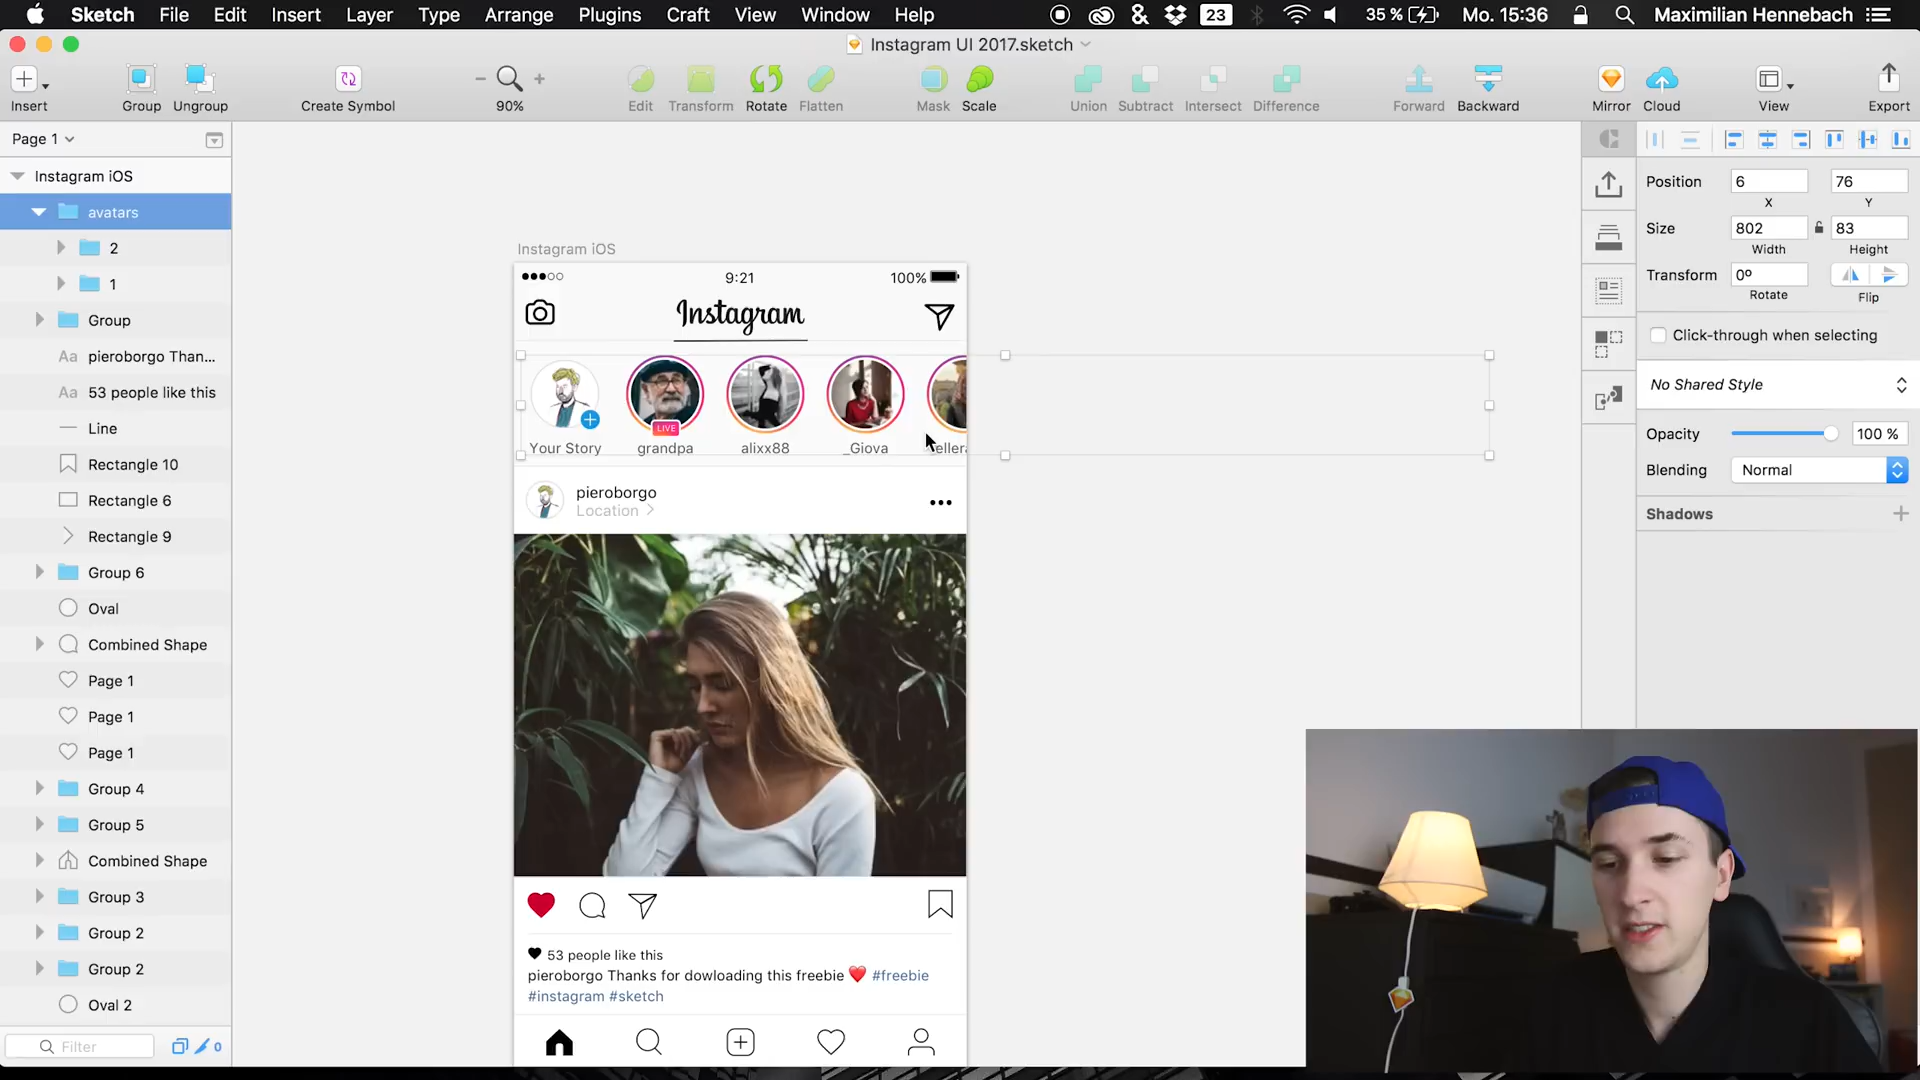 Sketch File Edit Insert Layer Type Arrange Plugins Craft View Window Help 23 35 % Mo. 15:36 Maximilian Hennebach
Instagram UI 2017.sketch
Insert Group Ungroup Create Symbol 90% Edit Transform Rotate Flatten Mask Scale Union Subtract Intersect Difference Forward Backward Mirror Cloud View Export
Page 1
Instagram iOS
avatars
2
1
Group
pieroborgo Than...
53 people like this
Line
Rectangle 10
Rectangle 6
Rectangle 9
Group 6
Oval
Combined Shape
Page 1
Page 1
Page 1
Group 4
Group 5
Combined Shape
Group 3
Group 2
Group 2
Oval 2
Filter 0
Instagram iOS
9:21 100%
Instagram
LIVE
Your Story grandpa alixx88 _Giova
pieroborgo
Location
53 people like this
pieroborgo Thanks for dowloading this freebie ❤️ #freebie
#instagram #sketch
Position 6 76
X Y
Size 802 83
Width Height
Transform 0º
Rotate Flip
Click-through when selecting
No Shared Style
Opacity 100 %
Blending Normal
Shadows